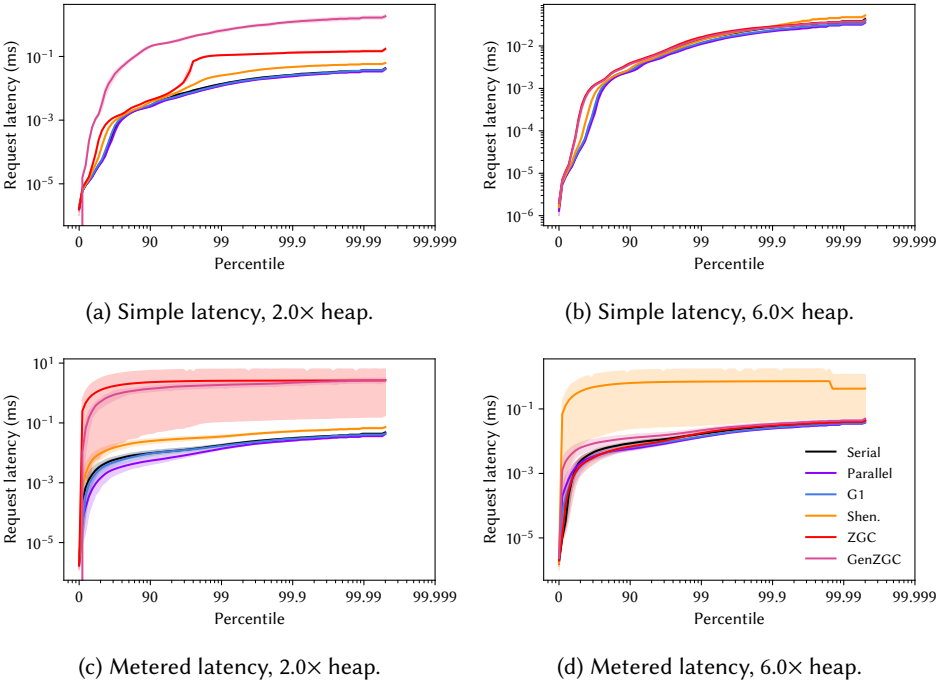 Request latency (ms)
10⁻¹
10⁻³
10⁻⁵
0 90 99 99.9 99.99 99.999
Percentile
(a) Simple latency, 2.0× heap.
Request latency (ms)
10⁻²
10⁻³
10⁻⁴
10⁻⁵
10⁻⁶
0 90 99 99.9 99.99 99.999
Percentile
(b) Simple latency, 6.0× heap.
Request latency (ms)
10¹
10⁻¹
10⁻³
10⁻⁵
0 90 99 99.9 99.99 99.999
Percentile
(c) Metered latency, 2.0× heap.
Request latency (ms)
10⁻¹
10⁻³
10⁻⁵
Serial
Parallel
G1
Shen.
ZGC
GenZGC
0 90 99 99.9 99.99 99.999
Percentile
(d) Metered latency, 6.0× heap.